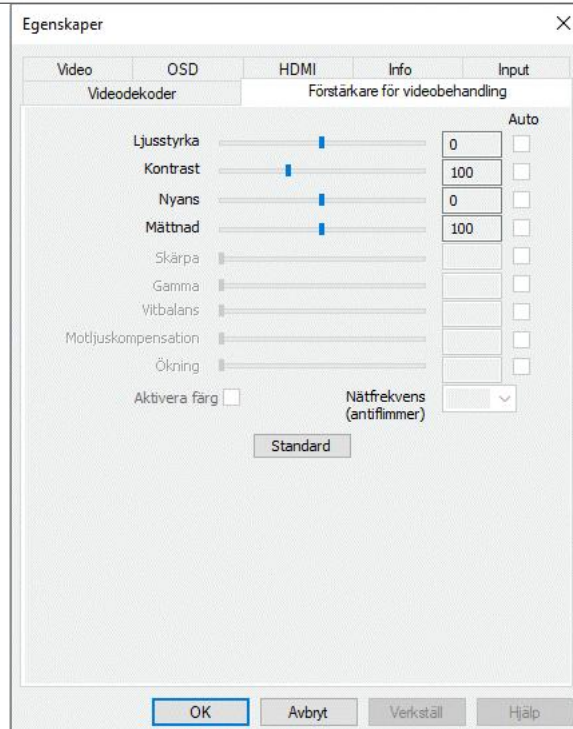 Egenskaper
Video OSD HDMI Info Input
Videodekoder Förstärkare för videobehandling
Auto
Ljusstyrka 0
Kontrast 100
Nyans 0
Mättnad 100
Skärpa
Gamma
Vitbalans
Motljuskompensation
Ökning
Aktivera färg Nätfrekvens
(antiflimmer)
Standard
OK Avbryt Verkställ Hjälp